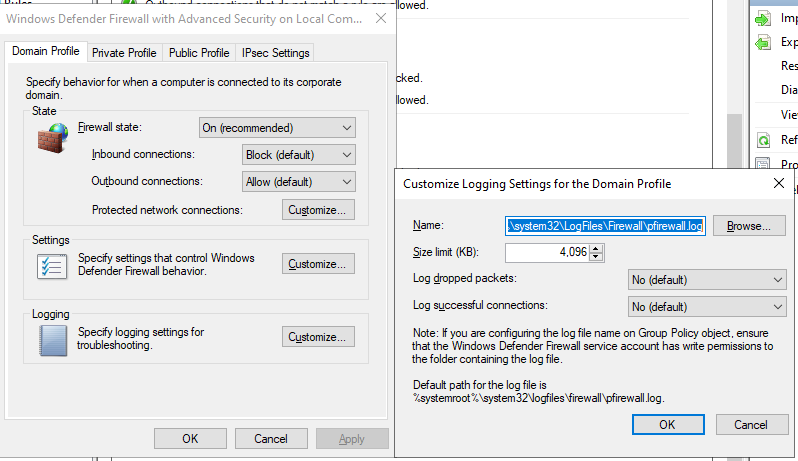 Windows Defender Firewall with Advanced Security on Local Com...
Domain Profile
Private Profile
Public Profile
IPsec Settings
Specify behavior for when a computer is connected to its corporate
domain.
State
Firewall state:
On (recommended)
Inbound connections:
Block (default)
Outbound connections:
Allow (default)
Protected network connections:
Customize...
Settings
Specify settings that control Windows
Defender Firewall behavior.
Customize...
Logging
Specify logging settings for
troubleshooting.
Customize...
OK
Cancel
Apply
cked.
llowed.
Res
Dia
Vie
Ref
Customize Logging Settings for the Domain Profile
Name:
\system32\LogFiles\Firewall\pfirewall.log
Browse...
Size limit (KB):
4,096
Log dropped packets:
No (default)
Log successful connections:
No (default)
Note: If you are configuring the log file name on Group Policy object, ensure
that the Windows Defender Firewall service account has write permissions to
the folder containing the log file.
Default path for the log file is
%systemroot%\system32\logfiles\firewall\pfirewall.log.
OK
Cancel